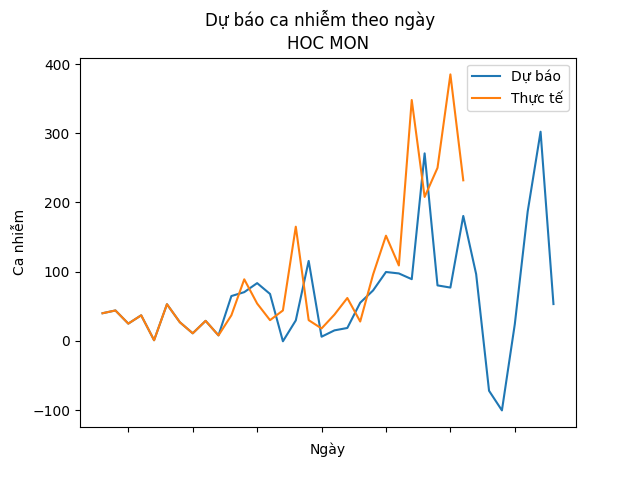 Dự báo ca nhiễm theo ngày
HOC MON
Dự báo
Thực tế
400
300
200
100
0
−100
Ca nhiễm
Ngày